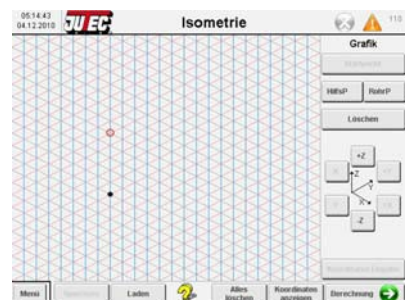 05:14:43
04.12.2010
JUTEC
Isometrie
110
Grafik
HilfsP
RohrP
Löschen
+Z
Z
Y
X
-Z
Menü
Laden
Alles
löschen
Koordinaten
anzeigen
Berechnung